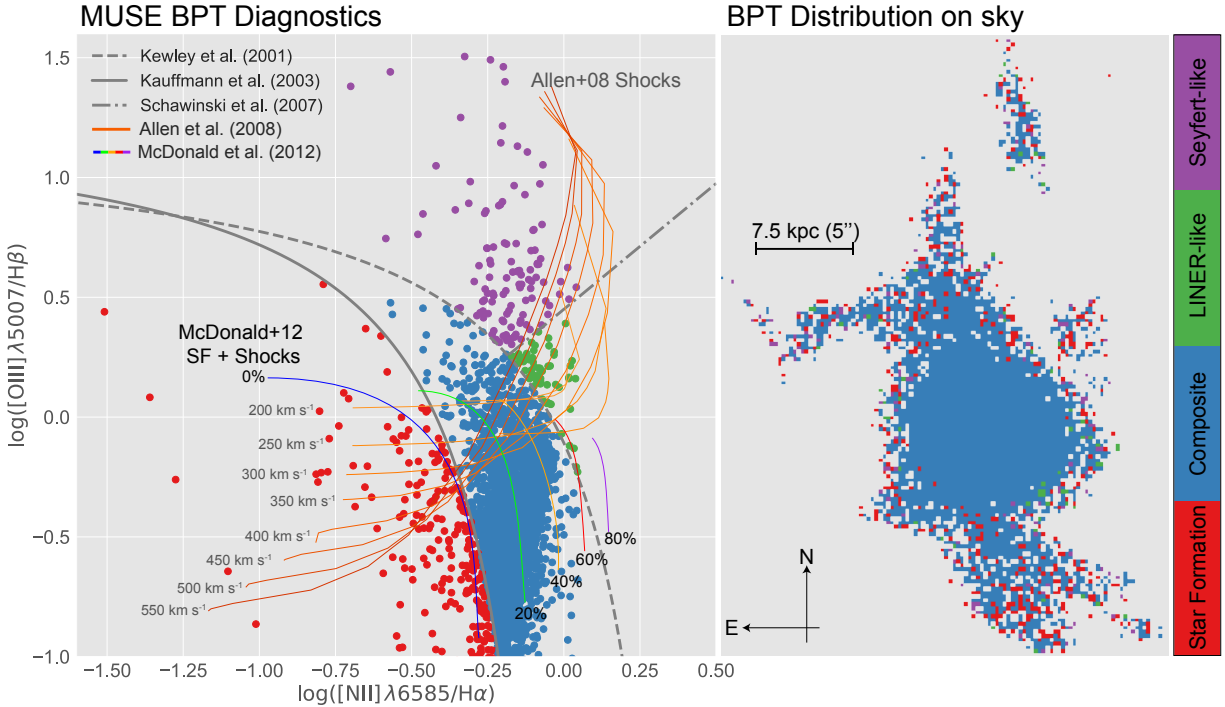 MUSE BPT Diagnostics
BPT Distribution on sky
Kewley et al. (2001)
Kauffmann et al. (2003)
Schawinski et al. (2007)
Allen et al. (2008)
McDonald et al. (2012)
Allen+08 Shocks
McDonald+12
SF + Shocks
0%
200 km s⁻¹
250 km s⁻¹
300 km s⁻¹
350 km s⁻¹
400 km s⁻¹
450 km s⁻¹
500 km s⁻¹
550 km s⁻¹
20%
40%
60%
80%
1.5
1.0
0.5
0.0
−0.5
−1.0
log([OIII]λ5007/Hβ)
−1.50
−1.25
−1.00
−0.75
−0.50
−0.25
0.00
0.25
0.50
log([NII]λ6585/Hα)
7.5 kpc (5’’)
N
E
Seyfert-like
LINER-like
Composite
Star Formation